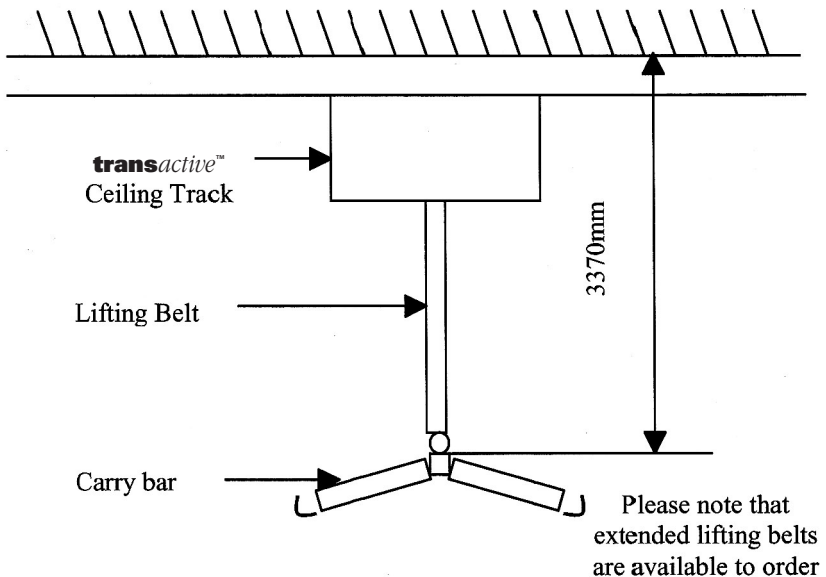 transactive™
Ceiling Track
3370mm
Lifting Belt
Carry bar
Please note that
extended lifting belts
are available to order